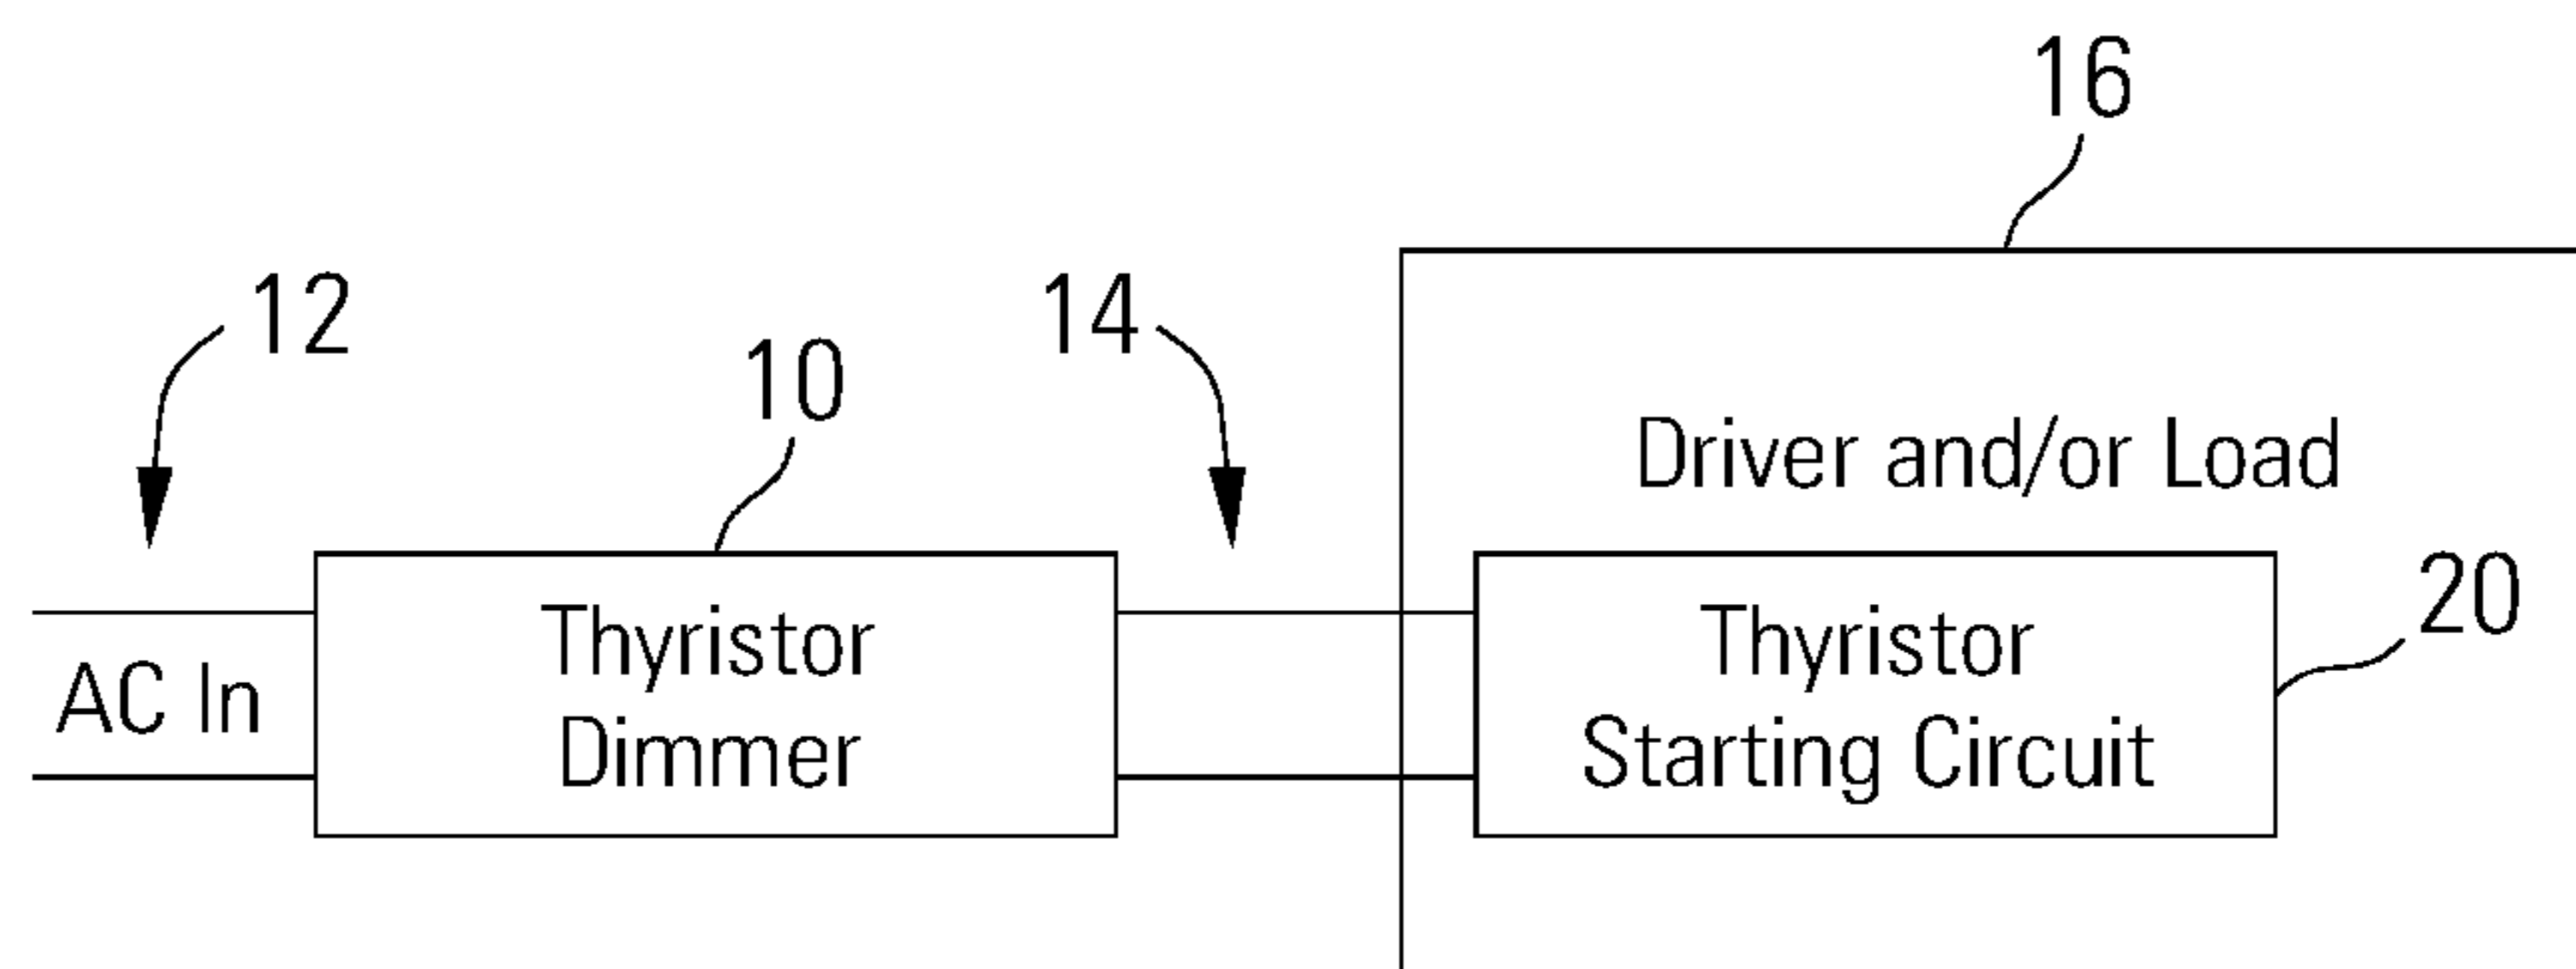 16
12
14
10
Driver and/or Load
20
AC In
Thyristor
Dimmer
Thyristor
Starting Circuit